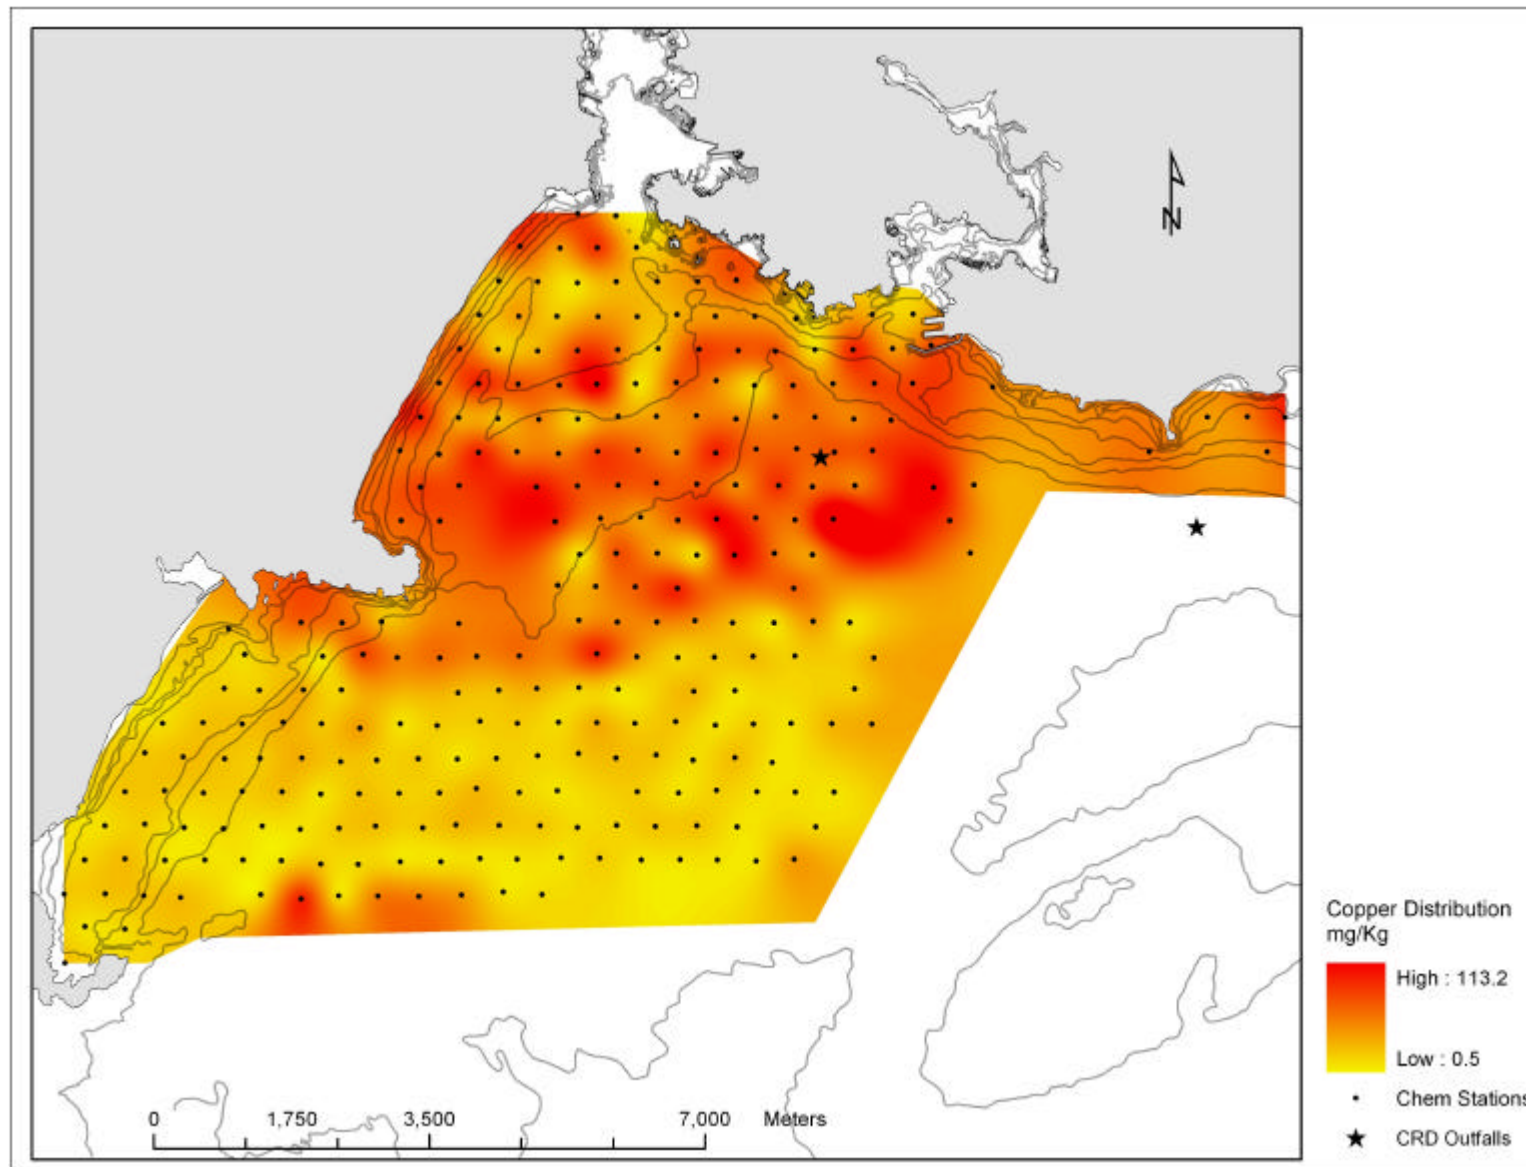 N
Copper Distribution
mg/Kg
High : 113.2
Low : 0.5
Chem Stations
CRD Outfalls
0 1,750 3,500 7,000 Meters